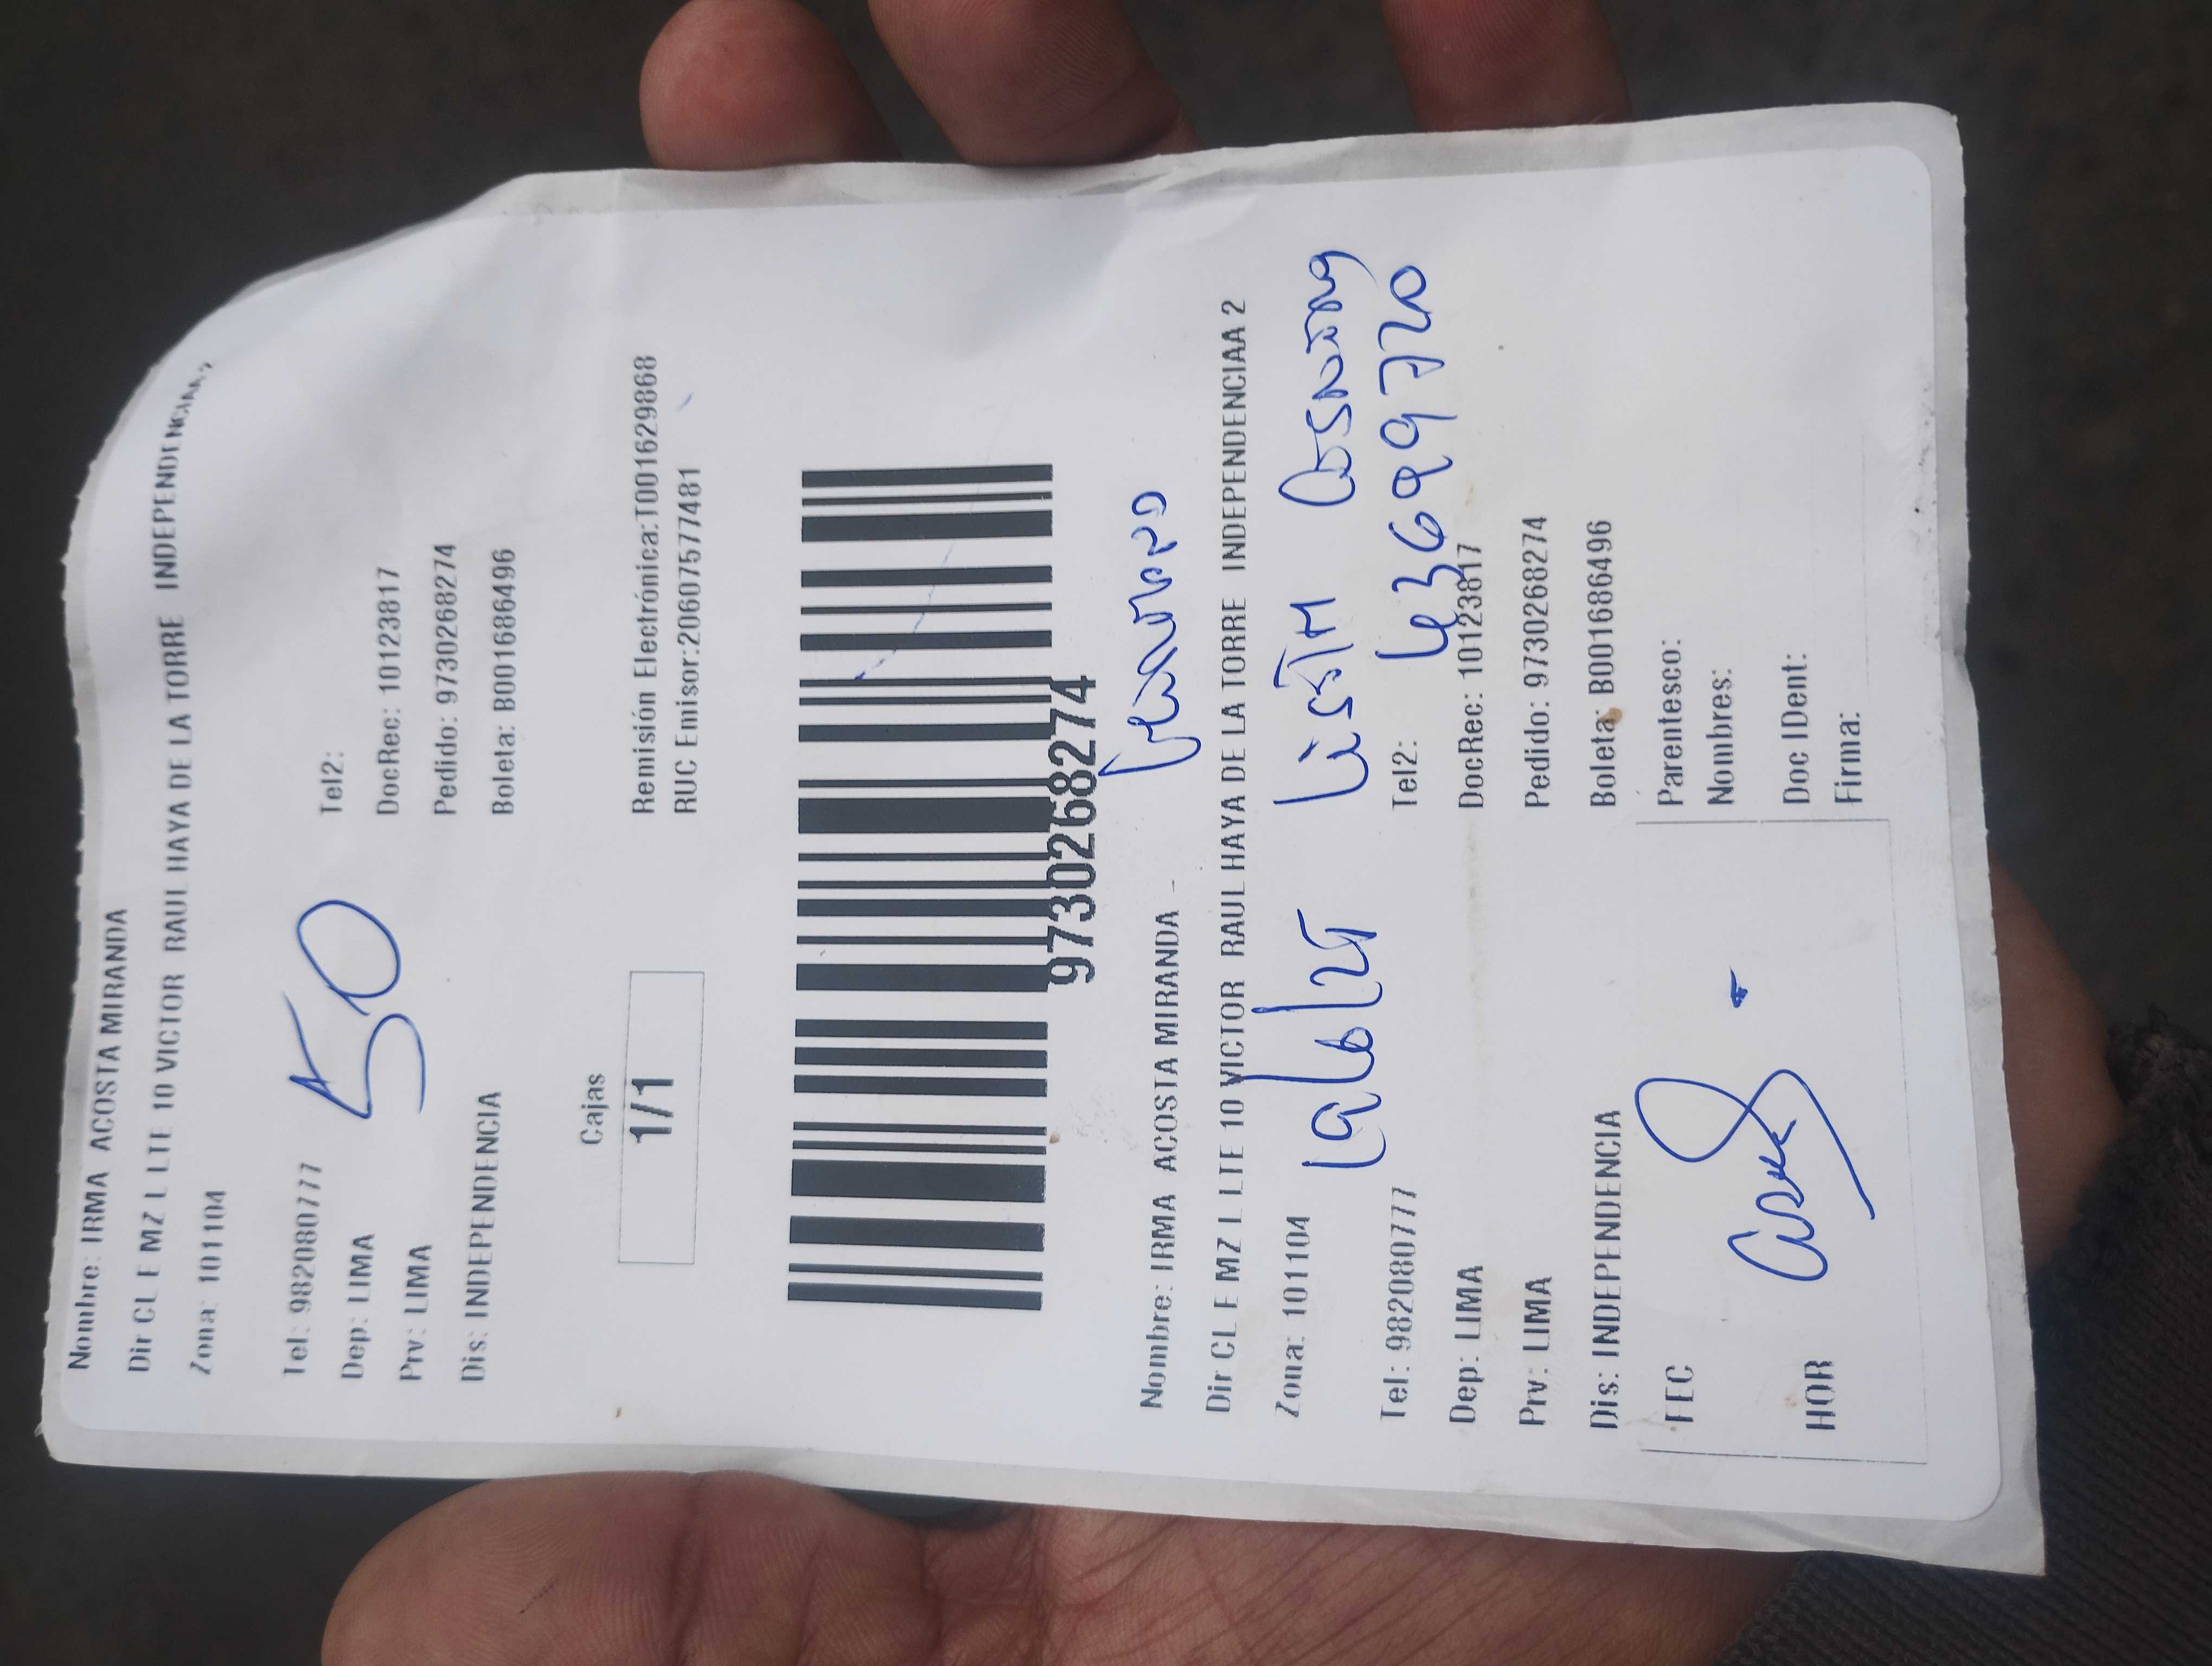 Nombre: IRMA ACOSTA MIRANDA
Dir CL E MZ L LTE 10 VICTOR RAUL HAYA DE LA TORRE INDEPENDENCIAA 2
Zona: 101104
50
Tel: 982080777 Tel2:
Dep: LIMA DocRec: 10123817
Prv: LIMA Pedido: 9730268274
Dis: INDEPENDENCIA Boleta: B001686496
Cajas
1/1
Remisión Electrónica:T001629868
RUC Emisor:20607577481
9730268274
Nombre: IRMA ACOSTA MIRANDA
Dir CL E MZ L LTE 10 VICTOR RAUL HAYA DE LA TORRE INDEPENDENCIAA 2
Zona: 101104
Tel: 982080777 Tel2:
43699720
Dep: LIMA DocRec: 10123817
Prv: LIMA Pedido: 9730268274
Dis: INDEPENDENCIA Boleta: B001686496
FEC Parentesco:
Nombres:
HOR Doc IDent:
Firma: